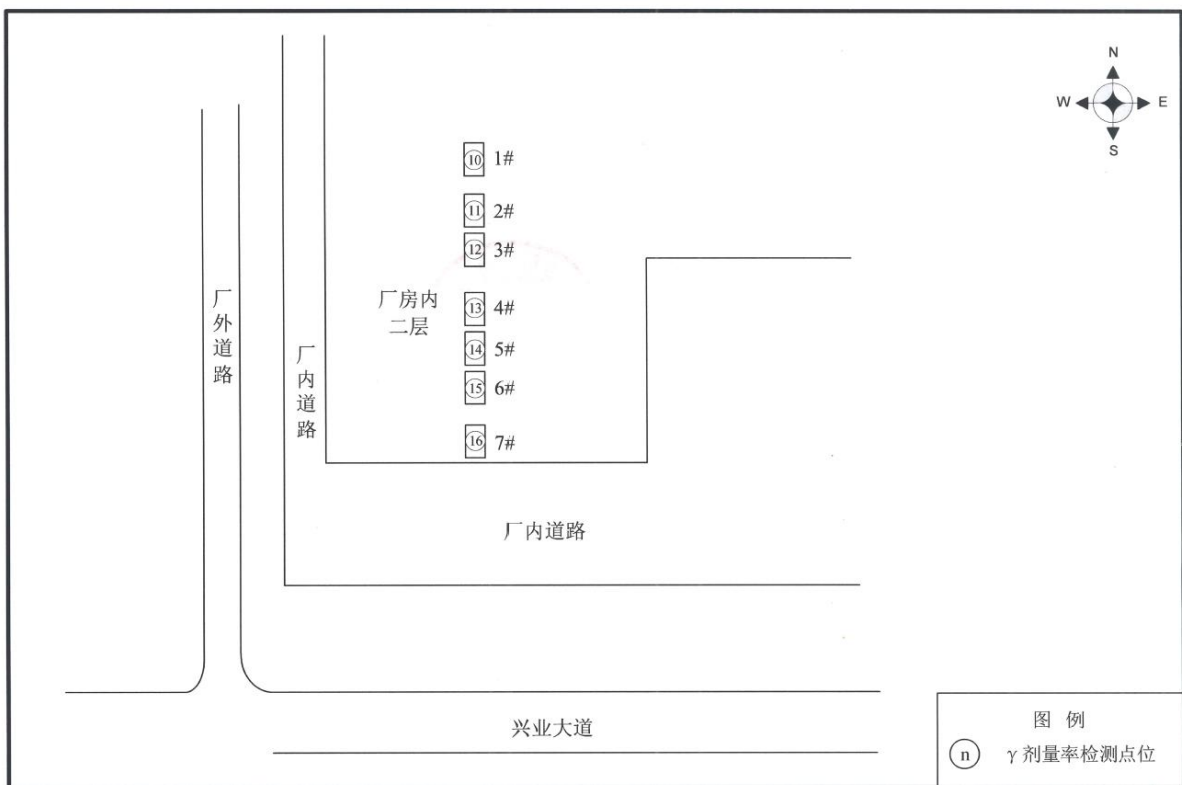 N
W E
S
⑩ 1#
⑪ 2#
⑫ 3#
厂房内
二层
⑬ 4#
⑭ 5#
⑮ 6#
⑯ 7#
厂外道路
厂内道路
厂内道路
兴业大道
图 例
n γ剂量率检测点位